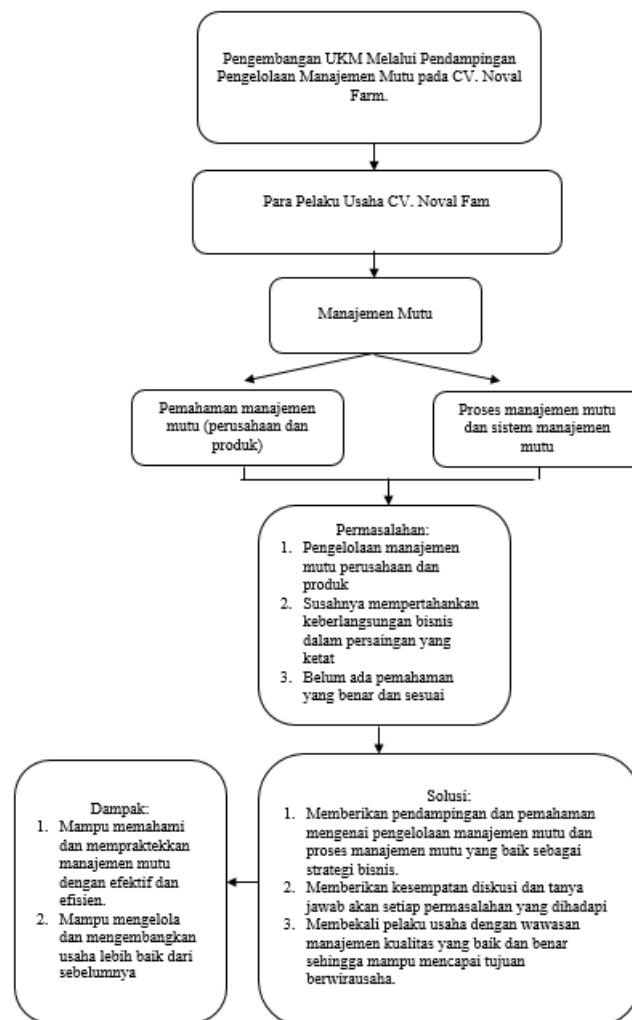 Pengembangan UKM Melalui Pendampingan
Pengelolaan Manajemen Mutu pada CV. Noval
Farm.
Para Pelaku Usaha CV. Noval Fam
Manajemen Mutu
Pemahaman manajemen
mutu (perusahaan dan
produk)
Proses manajemen mutu
dan sistem manajemen
mutu
Permasalahan:
1. Pengelolaan manajemen
mutu perusahaan dan
produk
2. Susahnya mempertahankan
keberlangsungan bisnis
dalam persaingan yang
ketat
3. Belum ada pemahaman
yang benar dan sesuai
Solusi:
1. Memberikan pendampingan dan pemahaman
mengenai pengelolaan manajemen mutu dan
proses manajemen mutu yang baik sebagai
strategi bisnis.
2. Memberikan kesempatan diskusi dan tanya
jawab akan setiap permasalahan yang dihadapi
3. Membekali pelaku usaha dengan wawasan
manajemen kualitas yang baik dan benar
sehingga mampu mencapai tujuan
berwirausaha.
Dampak:
1. Mampu memahami
dan mempraktekkan
manajemen mutu
dengan efektif dan
efisien.
2. Mampu mengelola
dan mengembangkan
usaha lebih baik dari
sebelumnya